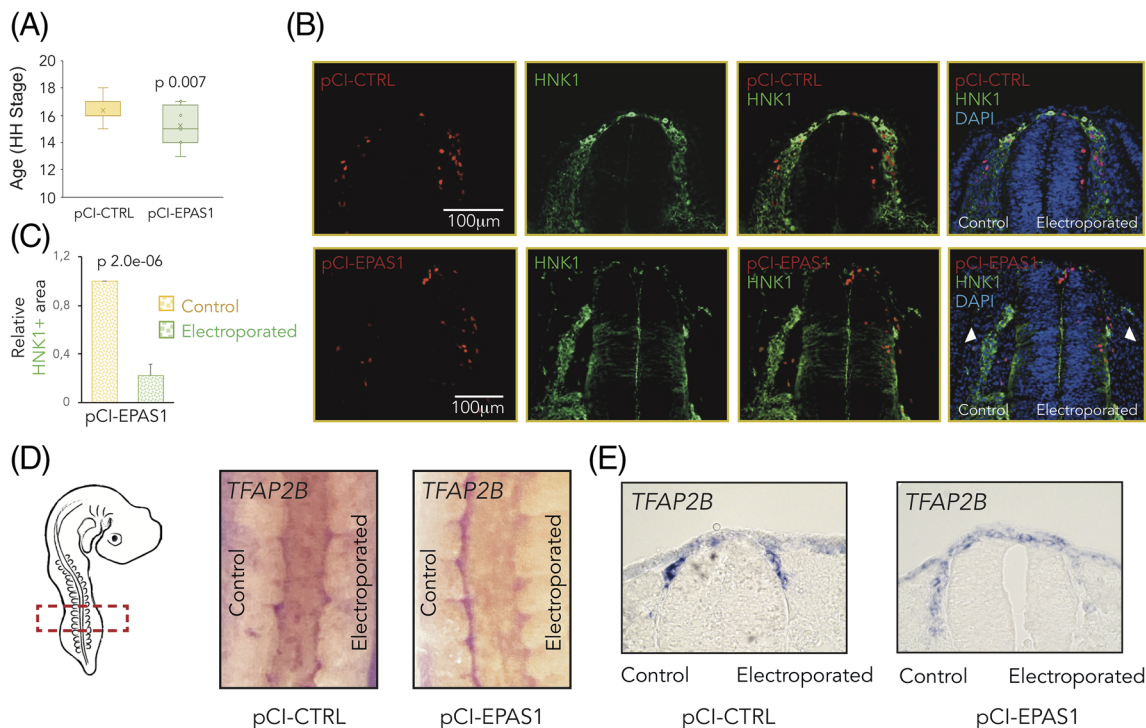 (A)
20
18
16
14
12
10
Age (HH Stage)
p 0.007
pCI-CTRL
pCI-EPAS1
(B)
pCI-CTRL
100μm
HNK1
pCI-CTRL
HNK1
pCI-CTRL
HNK1
DAPI
Control
Electroporated
pCI-EPAS1
100μm
HNK1
pCI-EPAS1
HNK1
pCI-EPAS1
HNK1
DAPI
Control
Electroporated
(C)
1,2
0,8
0,4
0
Relative
HNK1+ area
p 2.0e-06
Control
Electroporated
pCI-EPAS1
(D)
TFAP2B
Control
Electroporated
pCI-CTRL
TFAP2B
Control
Electroporated
pCI-EPAS1
(E)
TFAP2B
Control
Electroporated
pCI-CTRL
TFAP2B
Control
Electroporated
pCI-EPAS1